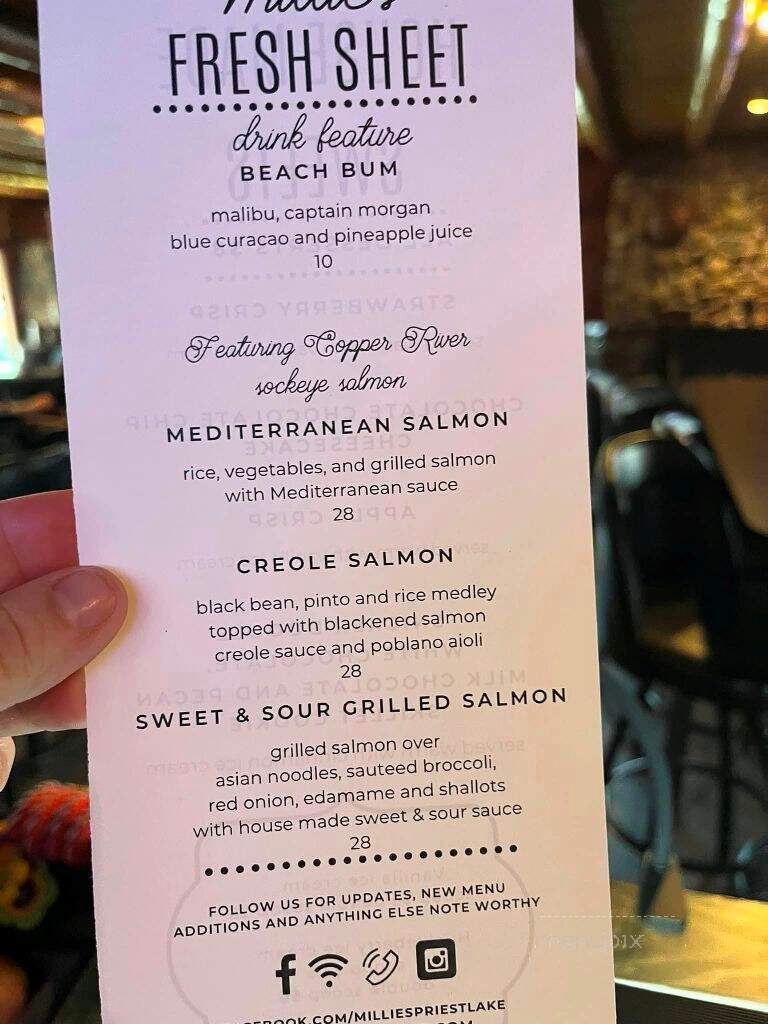 Millie's
FRESH SHEET
drink feature
BEACH BUM
malibu, captain morgan
blue curacao and pineapple juice
10
Featuring Copper River
sockeye salmon
MEDITERRANEAN SALMON
rice, vegetables, and grilled salmon
with Mediterranean sauce
28
CREOLE SALMON
black bean, pinto and rice medley
topped with blackened salmon
creole sauce and poblano aioli
28
SWEET & SOUR GRILLED SALMON
grilled salmon over
asian noodles, sauteed broccoli,
red onion, edamame and shallots
with house made sweet & sour sauce
28
FOLLOW US FOR UPDATES, NEW MENU
ADDITIONS AND ANYTHING ELSE NOTE WORTHY
FACEBOOK.COM/MILLIESPRIESTLAKE